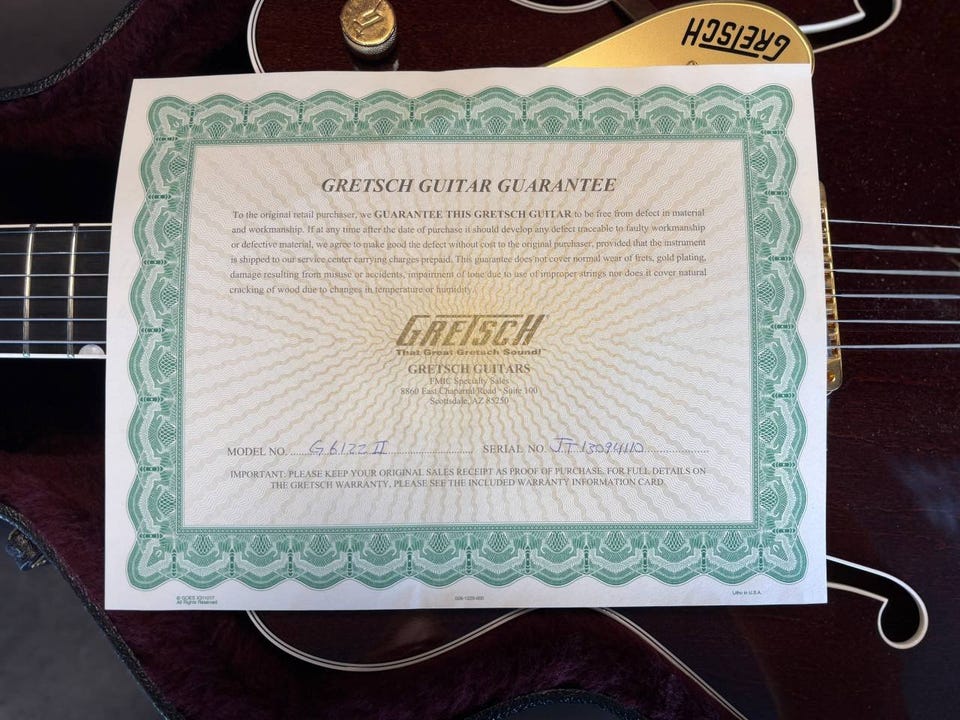 GRETSCH
GRETSCH GUITAR GUARANTEE
To the original retail purchaser, we GUARANTEE THIS GRETSCH GUITAR to be free from defect in material
and workmanship. If at any time after the date of purchase it should develop any defect traceable to faulty workmanship
or defective material, we agree to make good the defect without cost to the original purchaser, provided that the instrument
is shipped to our service center carrying charges prepaid. This guarantee does not cover normal wear of frets, gold plating,
damage resulting from misuse or accidents, impairment of tone due to use of improper strings nor does it cover natural
cracking of wood due to changes in temperature or humidity.
GRETSCH
That Great Gretsch Sound!
GRETSCH GUITARS
FMIC Specialty Sales
8860 East Chaparral Road - Suite 100
Scottsdale, AZ 85250
MODEL NO. G6122 II SERIAL NO. JT13094110
IMPORTANT: PLEASE KEEP YOUR ORIGINAL SALES RECEIPT AS PROOF OF PURCHASE. FOR FULL DETAILS ON
THE GRETSCH WARRANTY, PLEASE SEE THE INCLUDED WARRANTY INFORMATION CARD
All Rights Reserved
Litho in U.S.A.